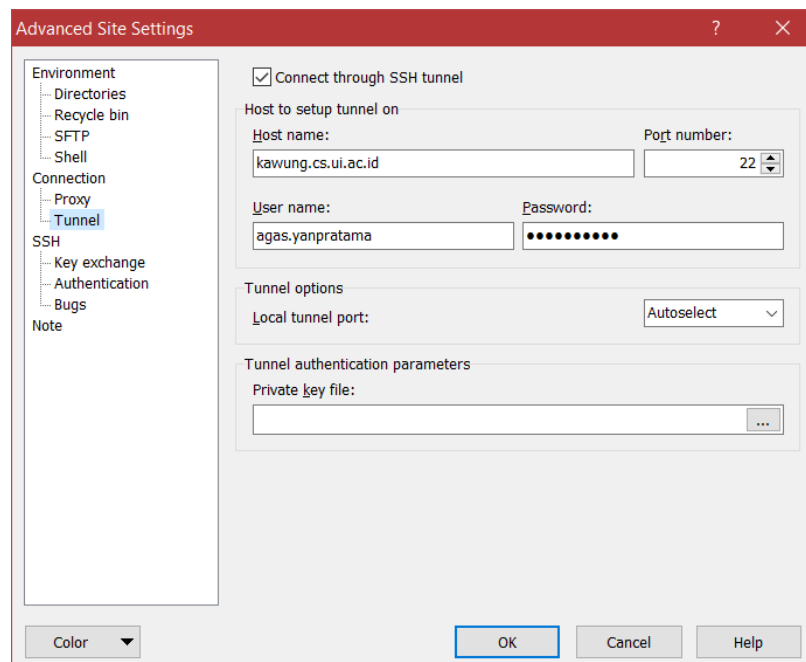 Advanced Site Settings
Environment
Directories
Recycle bin
SFTP
Shell
Connection
Proxy
Tunnel
SSH
Key exchange
Authentication
Bugs
Note
Connect through SSH tunnel
Host to setup tunnel on
Host name: Port number:
kawung.cs.ui.ac.id 22
User name: Password:
agas.yanpratama ●●●●●●●●●●
Tunnel options
Local tunnel port: Autoselect
Tunnel authentication parameters
Private key file:
...
Color OK Cancel Help